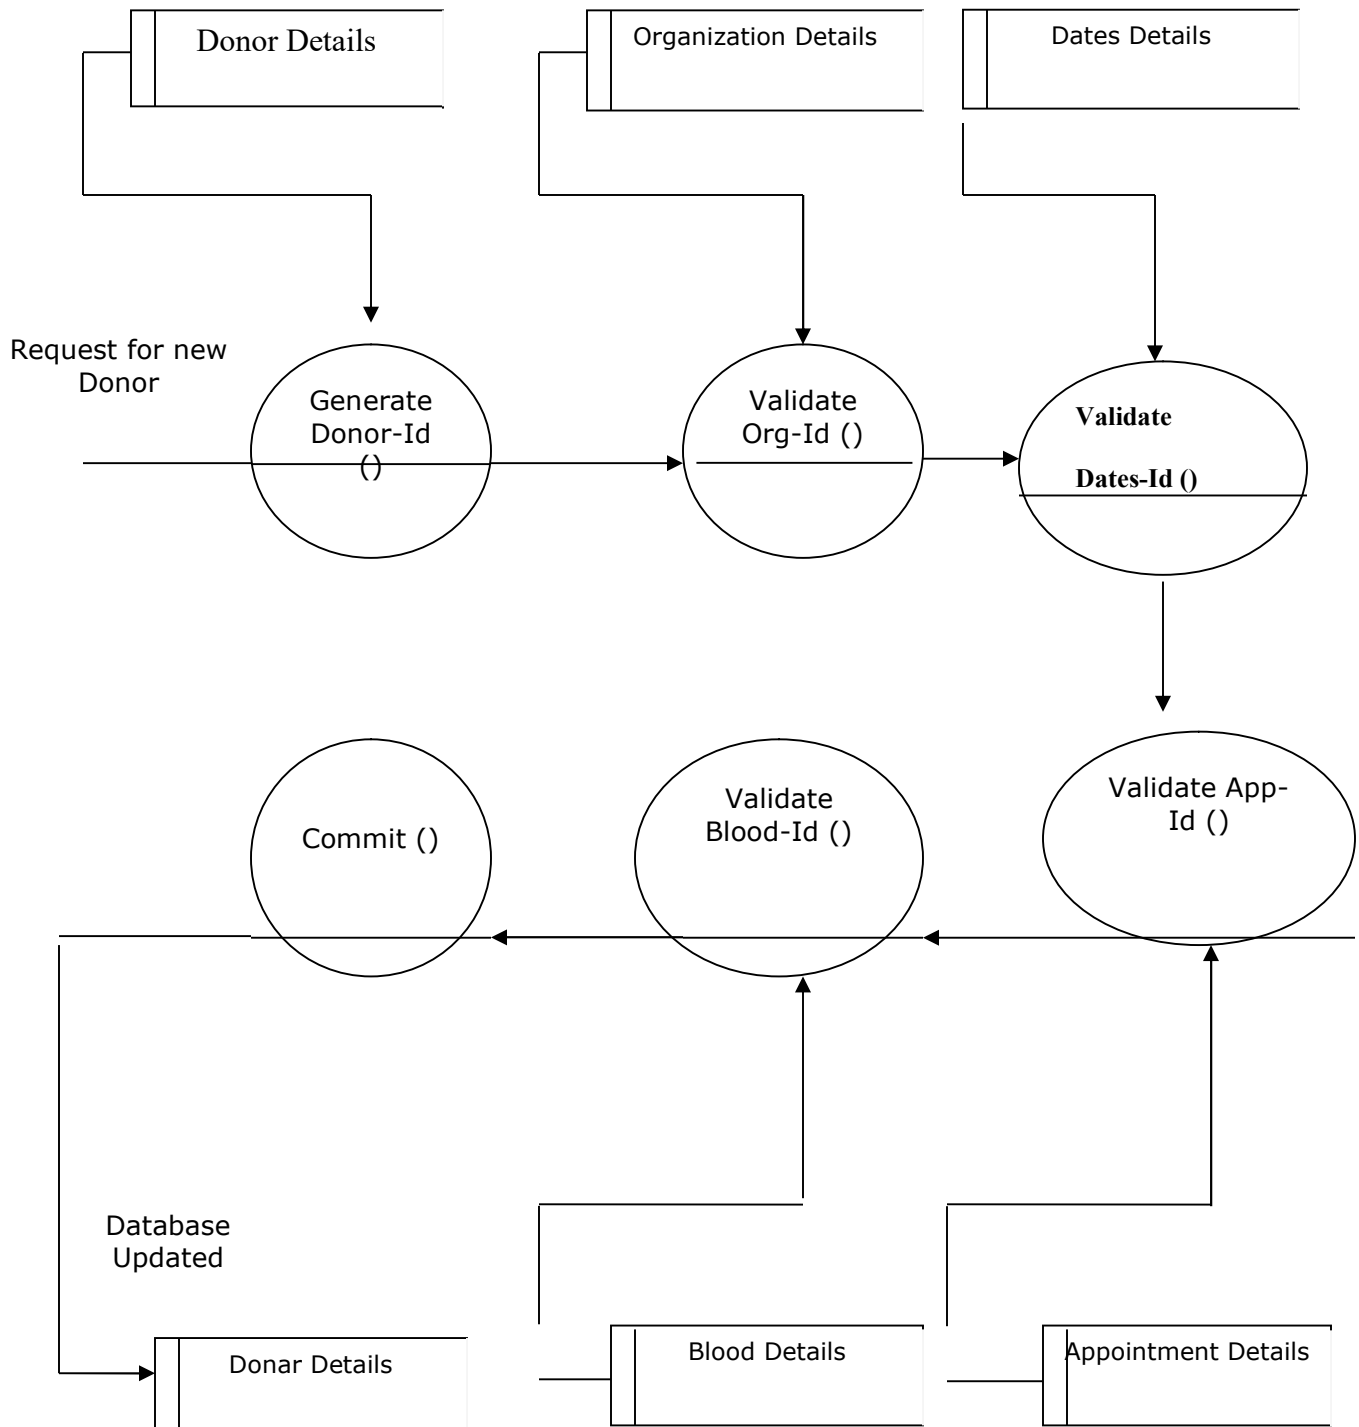 Donor Details
Organization Details
Dates Details
Request for new
Donor
Generate
Donor-Id
()
Validate
Org-Id ()
Validate
Dates-Id ()
Commit ()
Validate
Blood-Id ()
Validate App-
Id ()
Database
Updated
Donar Details
Blood Details
Appointment Details